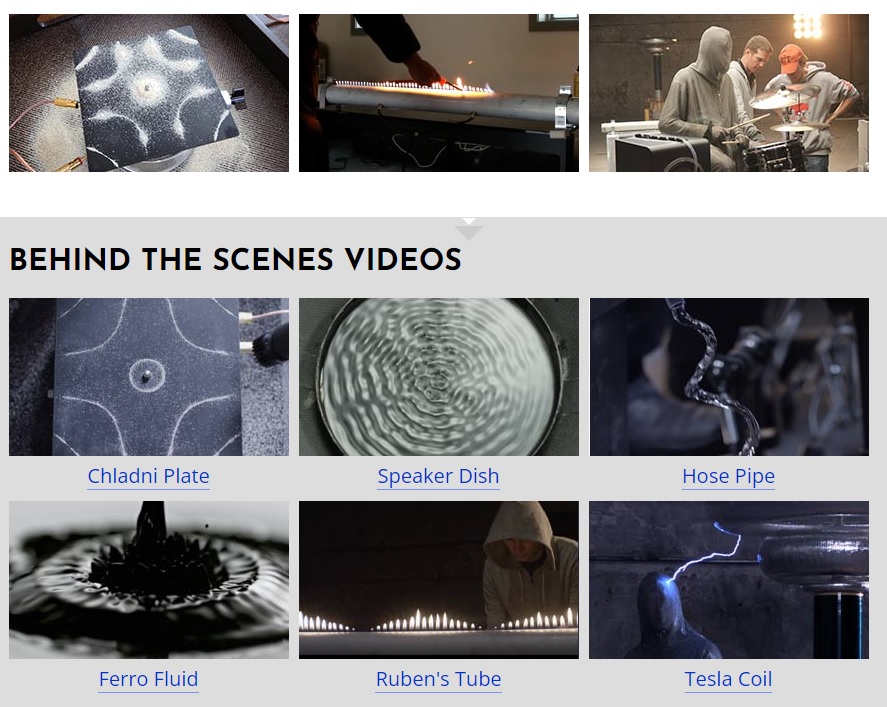 BEHIND THE SCENES VIDEOS
Chladni Plate
Speaker Dish
Hose Pipe
Ferro Fluid
Ruben's Tube
Tesla Coil